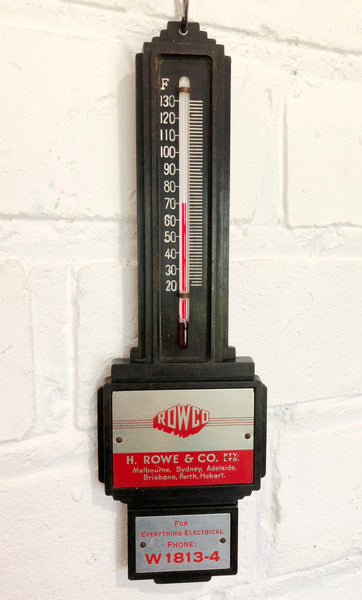 F
130
120
110
100
90
80
70
60
50
40
30
20
ROWCO
H. ROWE & CO. PTY. LTD.
Melbourne, Sydney, Adelaide,
Brisbane, Perth, Hobart.
FOR
EVERYTHING ELECTRICAL
PHONE:
W 1813-4